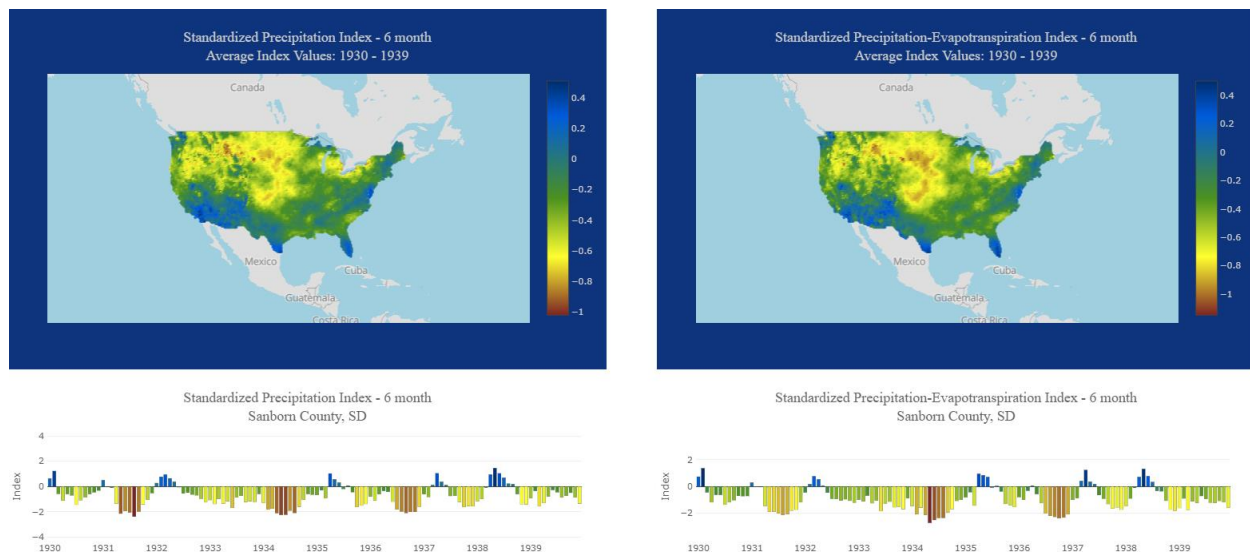 Standardized Precipitation Index - 6 month
Average Index Values: 1930 - 1939
Canada
Mexico
Cuba
Guatemala
Costa Rica
0.4
0.2
0
−0.2
−0.4
−0.6
−0.8
−1
Standardized Precipitation-Evapotranspiration Index - 6 month
Average Index Values: 1930 - 1939
Canada
Mexico
Cuba
Guatemala
Costa Rica
0.4
0.2
0
−0.2
−0.4
−0.6
−0.8
−1
Standardized Precipitation Index - 6 month
Sanborn County, SD
Index
4
2
0
−2
−4
1930 1931 1932 1933 1934 1935 1936 1937 1938 1939
Standardized Precipitation-Evapotranspiration Index - 6 month
Sanborn County, SD
Index
2
0
−2
1930 1931 1932 1933 1934 1935 1936 1937 1938 1939